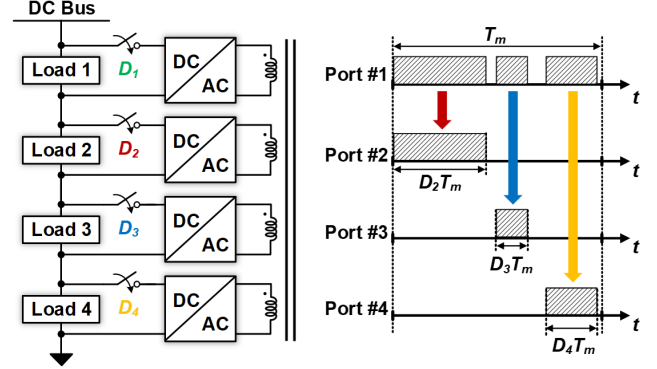 DC Bus
Load 1
D1
DC
AC
Load 2
D2
DC
AC
Load 3
D3
DC
AC
Load 4
D4
DC
AC
Tm
Port #1
t
Port #2
t
D2Tm
Port #3
t
D3Tm
Port #4
t
D4Tm